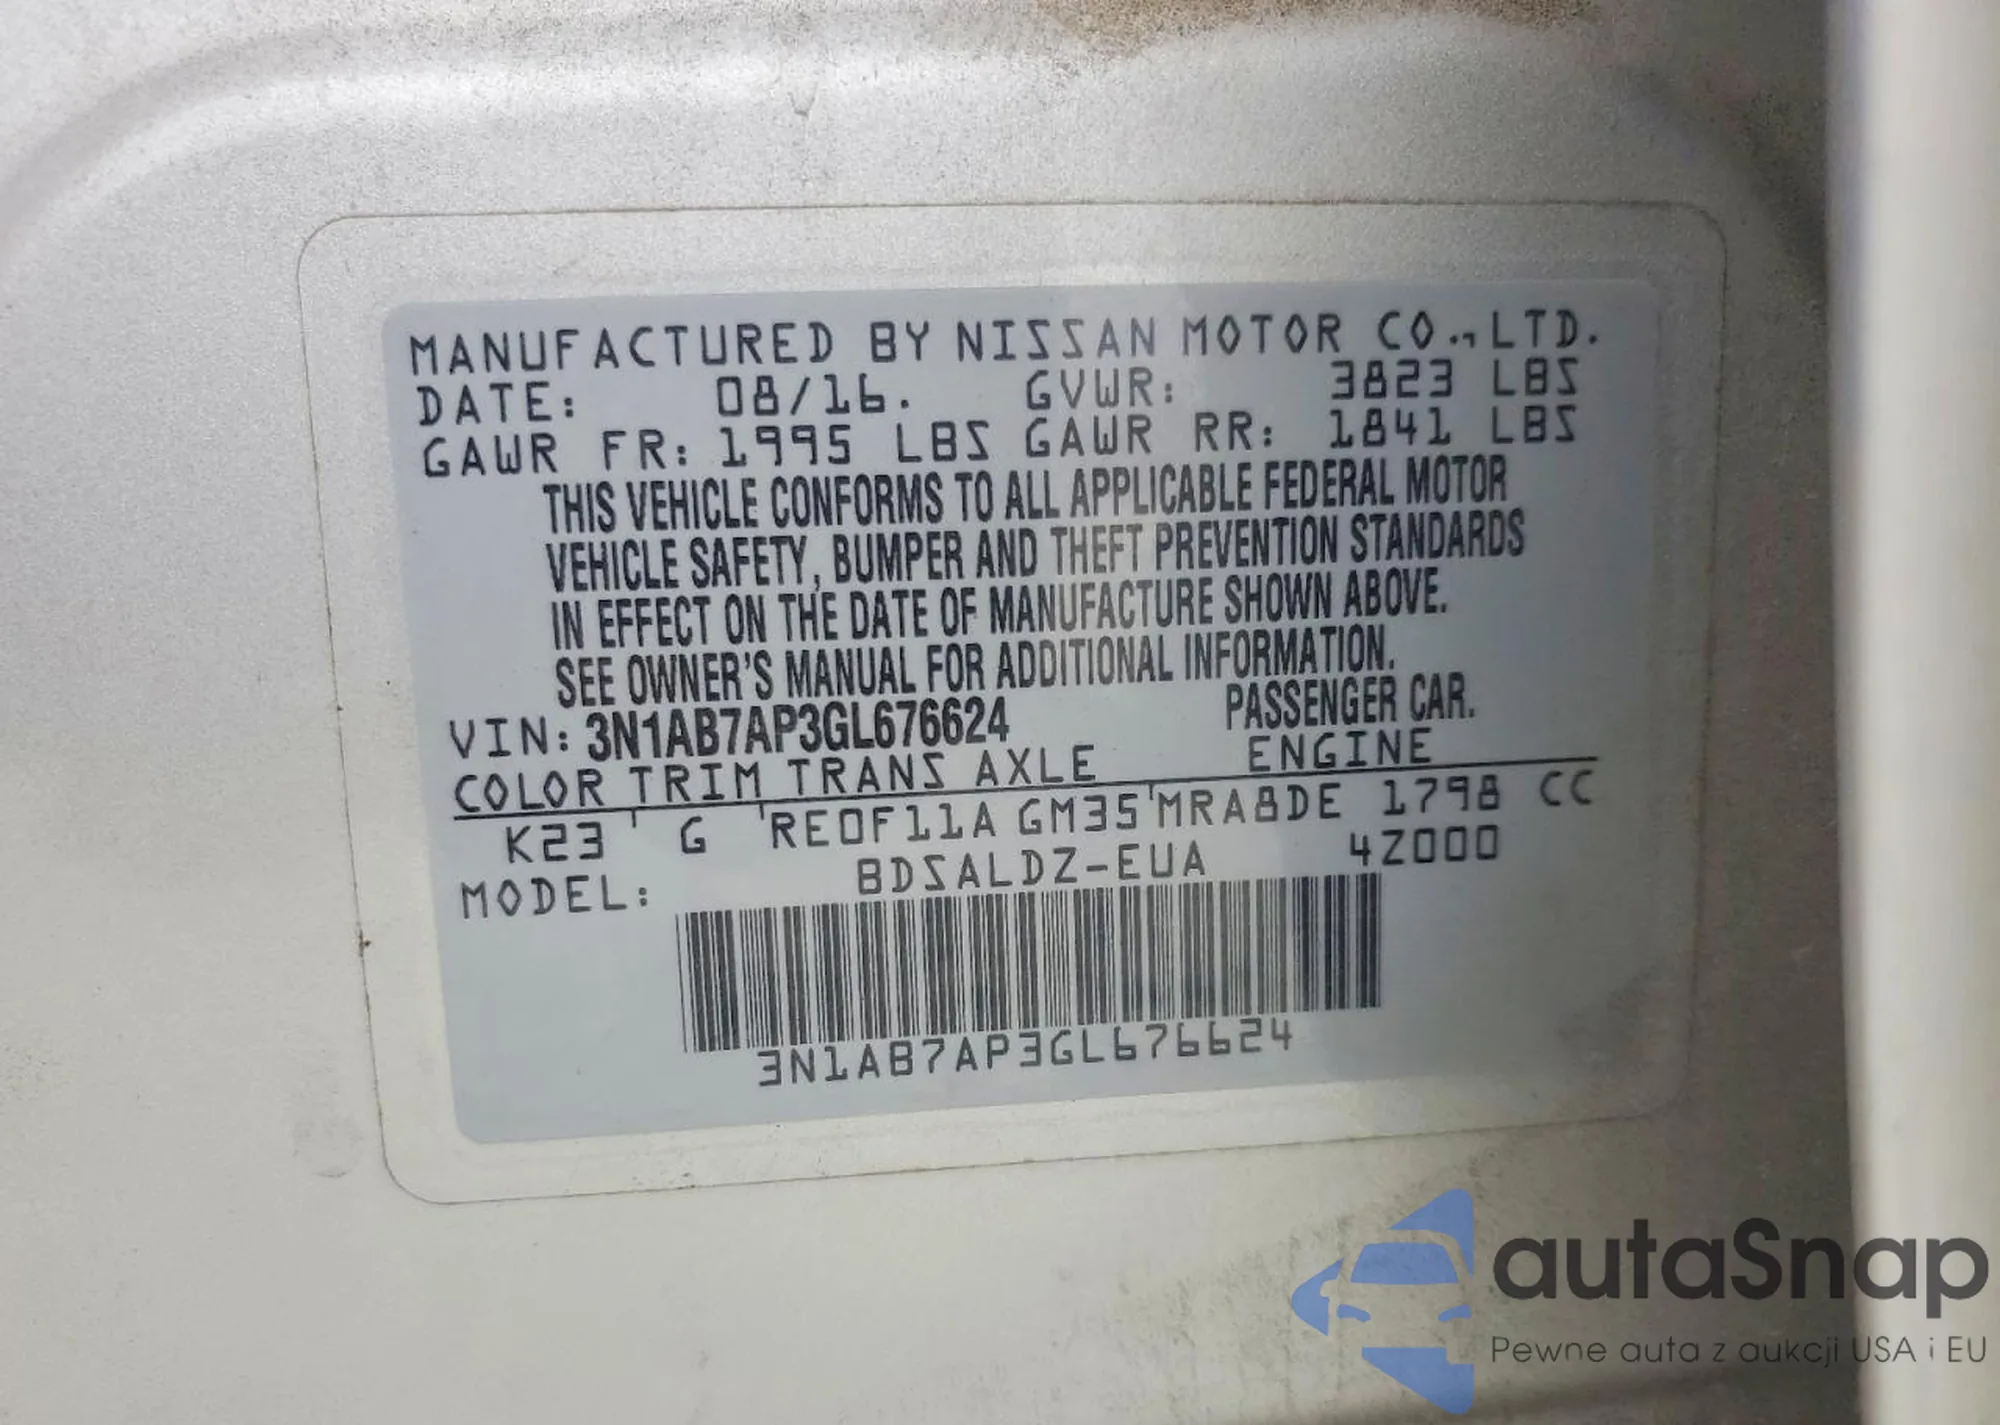 MANUFACTURED BY NISSAN MOTOR CO., LTD.
DATE: 08/16. GVWR: 3823 LBS
GAWR FR: 1995 LBS GAWR RR: 1841 LBS
THIS VEHICLE CONFORMS TO ALL APPLICABLE FEDERAL MOTOR
VEHICLE SAFETY, BUMPER AND THEFT PREVENTION STANDARDS
IN EFFECT ON THE DATE OF MANUFACTURE SHOWN ABOVE.
SEE OWNER'S MANUAL FOR ADDITIONAL INFORMATION.
VIN: 3N1AB7AP3GL676624 PASSENGER CAR.
COLOR TRIM TRANS AXLE ENGINE
K23 G RE0F11A GM35 MRA8DE 1798 CC
MODEL: BDSALDZ-EUA 4Z000
3N1AB7AP3GL676624
autaSnap
Pewne auta z aukcji USA i EU